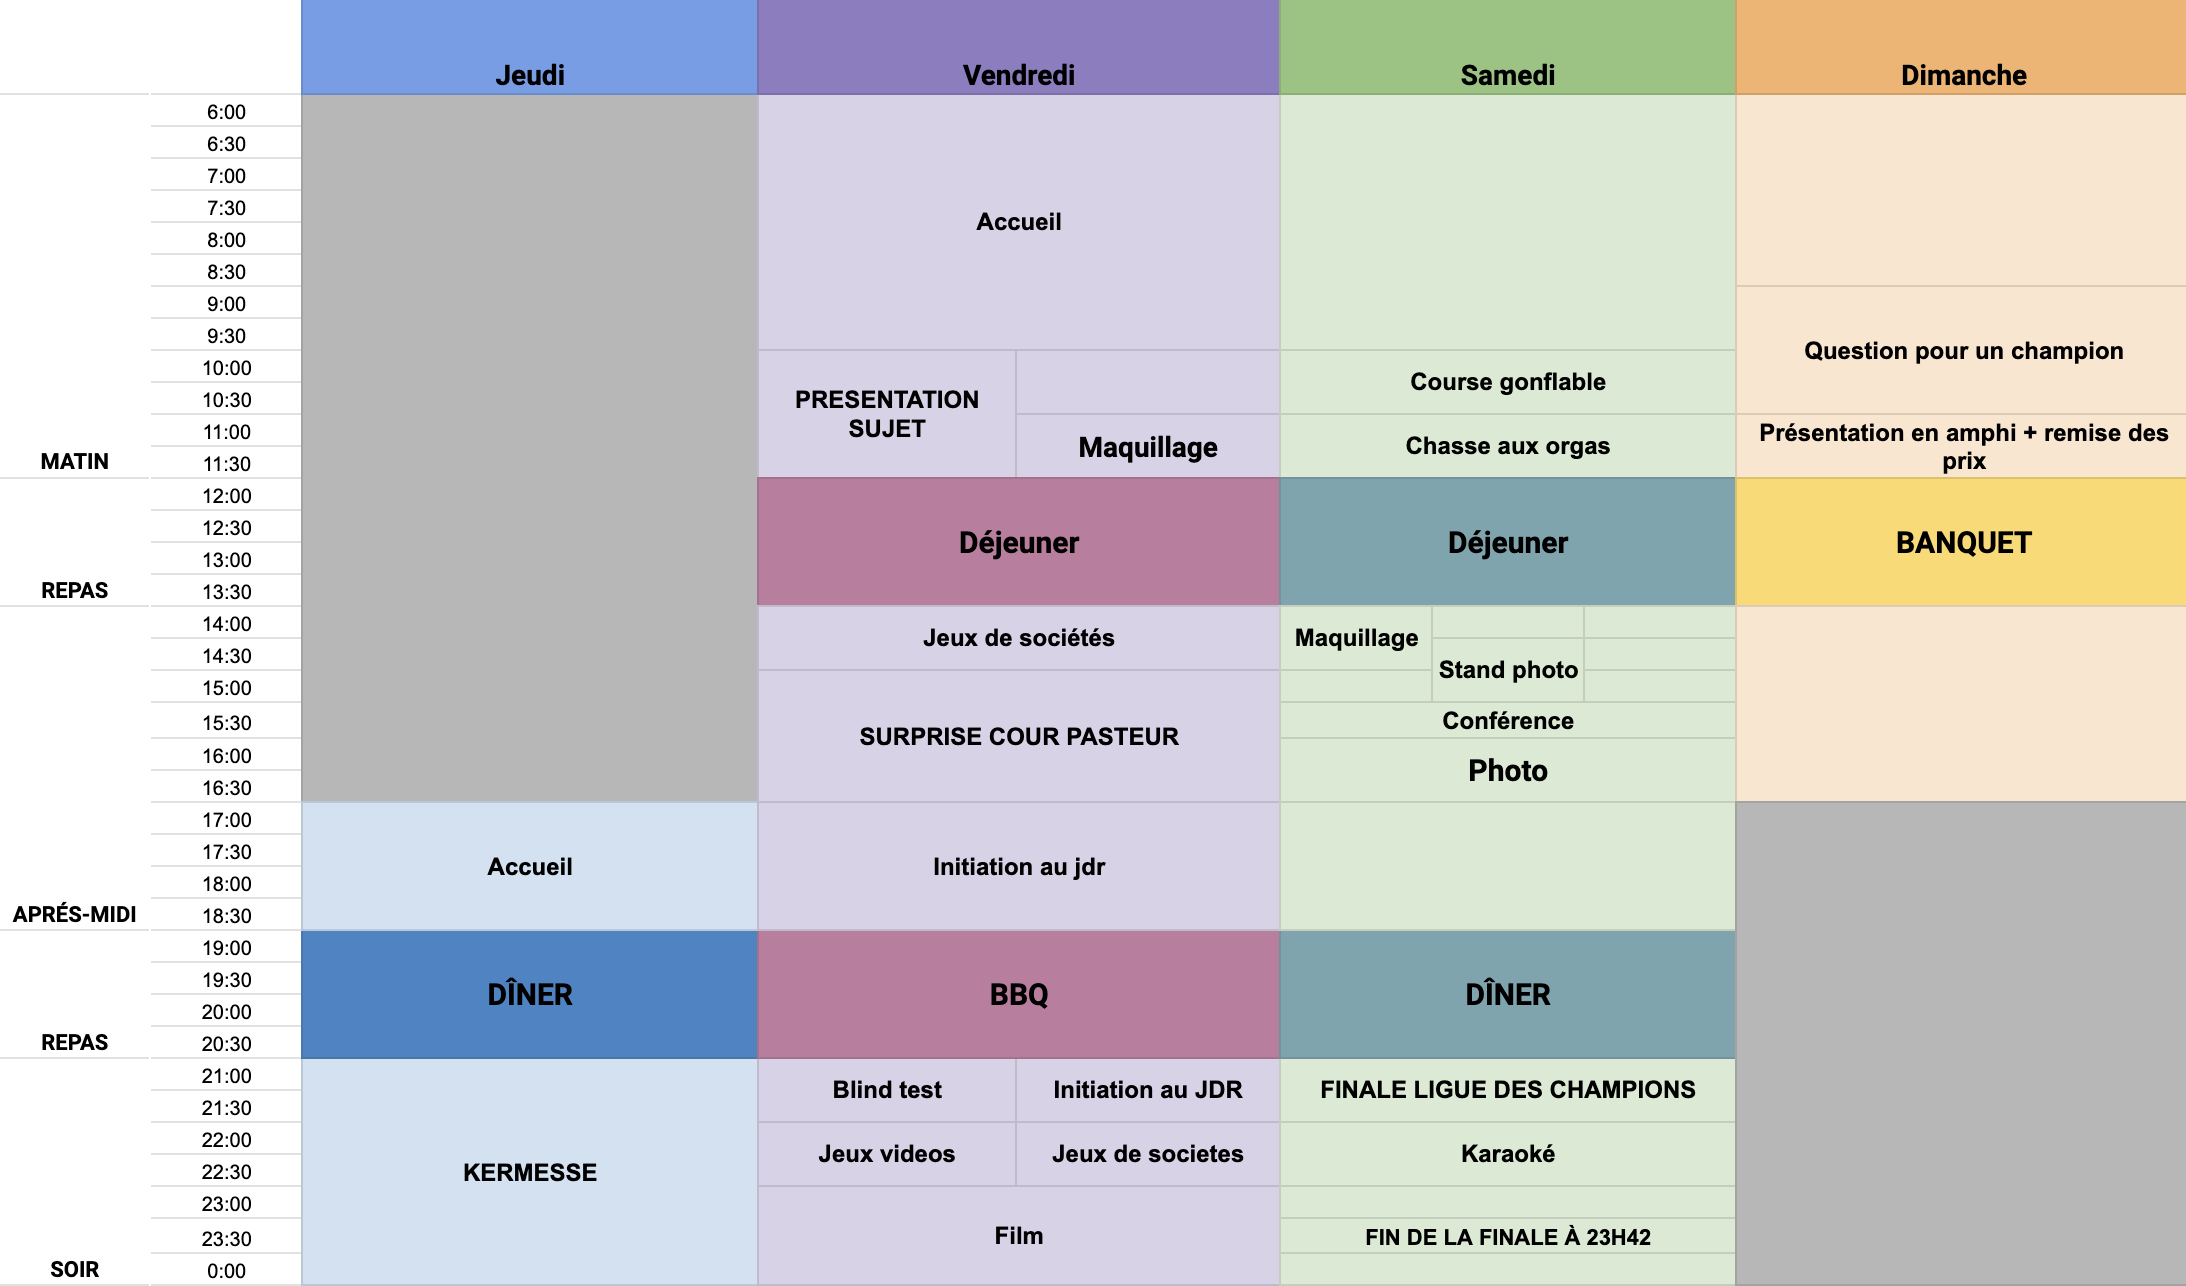 Jeudi Vendredi Samedi Dimanche
6:00
6:30
7:00
7:30
8:00
Accueil
8:30
9:00
9:30
10:00
Question pour un champion
Course gonflable
10:30
PRESENTATION
SUJET
11:00
Maquillage
Chasse aux orgas
Présentation en amphi + remise des
prix
MATIN
11:30
12:00
12:30
Déjeuner
Déjeuner
BANQUET
13:00
REPAS
13:30
14:00
Jeux de sociétés
Maquillage
14:30
Stand photo
15:00
15:30
Conférence
SURPRISE COUR PASTEUR
16:00
Photo
16:30
17:00
17:30
Accueil
Initiation au jdr
18:00
APRÉS-MIDI
18:30
19:00
19:30
DÎNER
BBQ
DÎNER
20:00
REPAS
20:30
21:00
Blind test
Initiation au JDR
FINALE LIGUE DES CHAMPIONS
21:30
22:00
Jeux videos
Jeux de societes
Karaoké
22:30
KERMESSE
23:00
Film
23:30
FIN DE LA FINALE À 23H42
SOIR
0:00